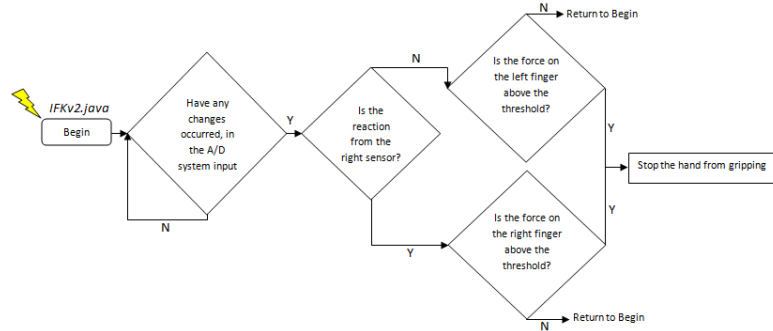 IFKv2.java
Begin
Have any
changes
occurred, in
the A/D
system input
N
Y
Is the
reaction
from the
right sensor?
N
Y
Is the force on
the left finger
above the
threshold?
N
Return to Begin
Y
Is the force on
the right finger
above the
threshold?
Y
N
Return to Begin
Stop the hand from gripping